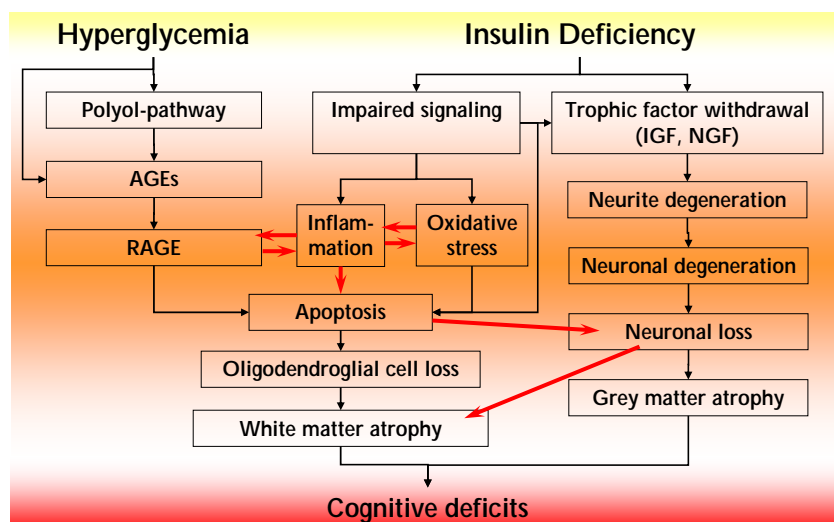 Hyperglycemia
Insulin Deficiency
Polyol-pathway
Impaired signaling
Trophic factor withdrawal
(IGF, NGF)
AGEs
Neurite degeneration
RAGE
Inflam-
mation
Oxidative
stress
Neuronal degeneration
Apoptosis
Neuronal loss
Oligodendroglial cell loss
Grey matter atrophy
White matter atrophy
Cognitive deficits